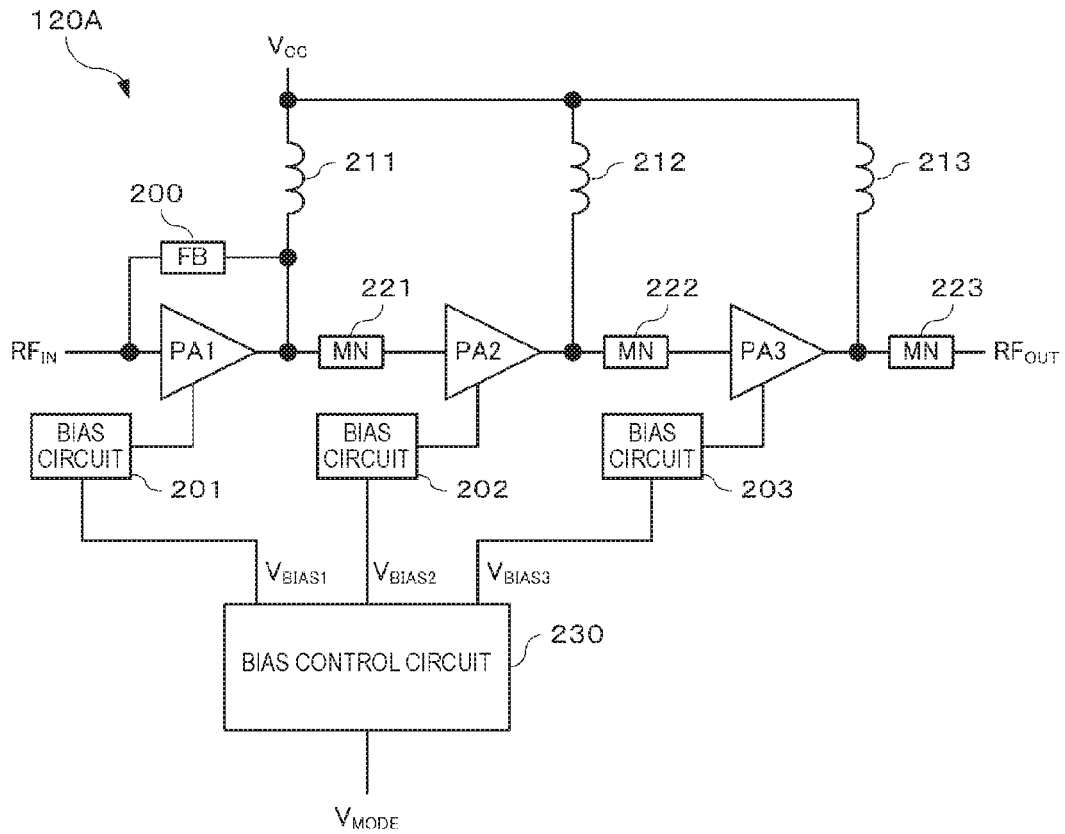 120A
VCC
211
212
213
200
FB
221
222
223
RFIN
PA1
MN
PA2
MN
PA3
MN
RFOUT
BIAS
CIRCUIT
BIAS
CIRCUIT
BIAS
CIRCUIT
201
202
203
VBIAS1
VBIAS2
VBIAS3
230
BIAS CONTROL CIRCUIT
VMODE